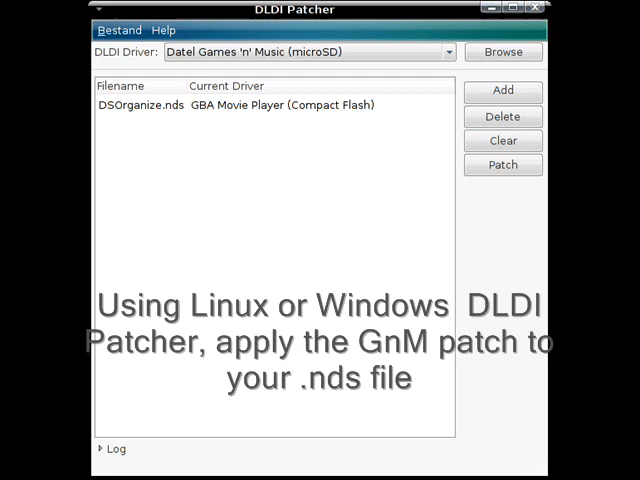 DLDI Patcher
Bestand Help
DLDI Driver: Datel Games 'n' Music (microSD) Browse
Filename Current Driver
DSOrganize.nds GBA Movie Player (Compact Flash)
Add
Delete
Clear
Patch
Using Linux or Windows DLDI
Patcher, apply the GnM patch to
your .nds file
Log